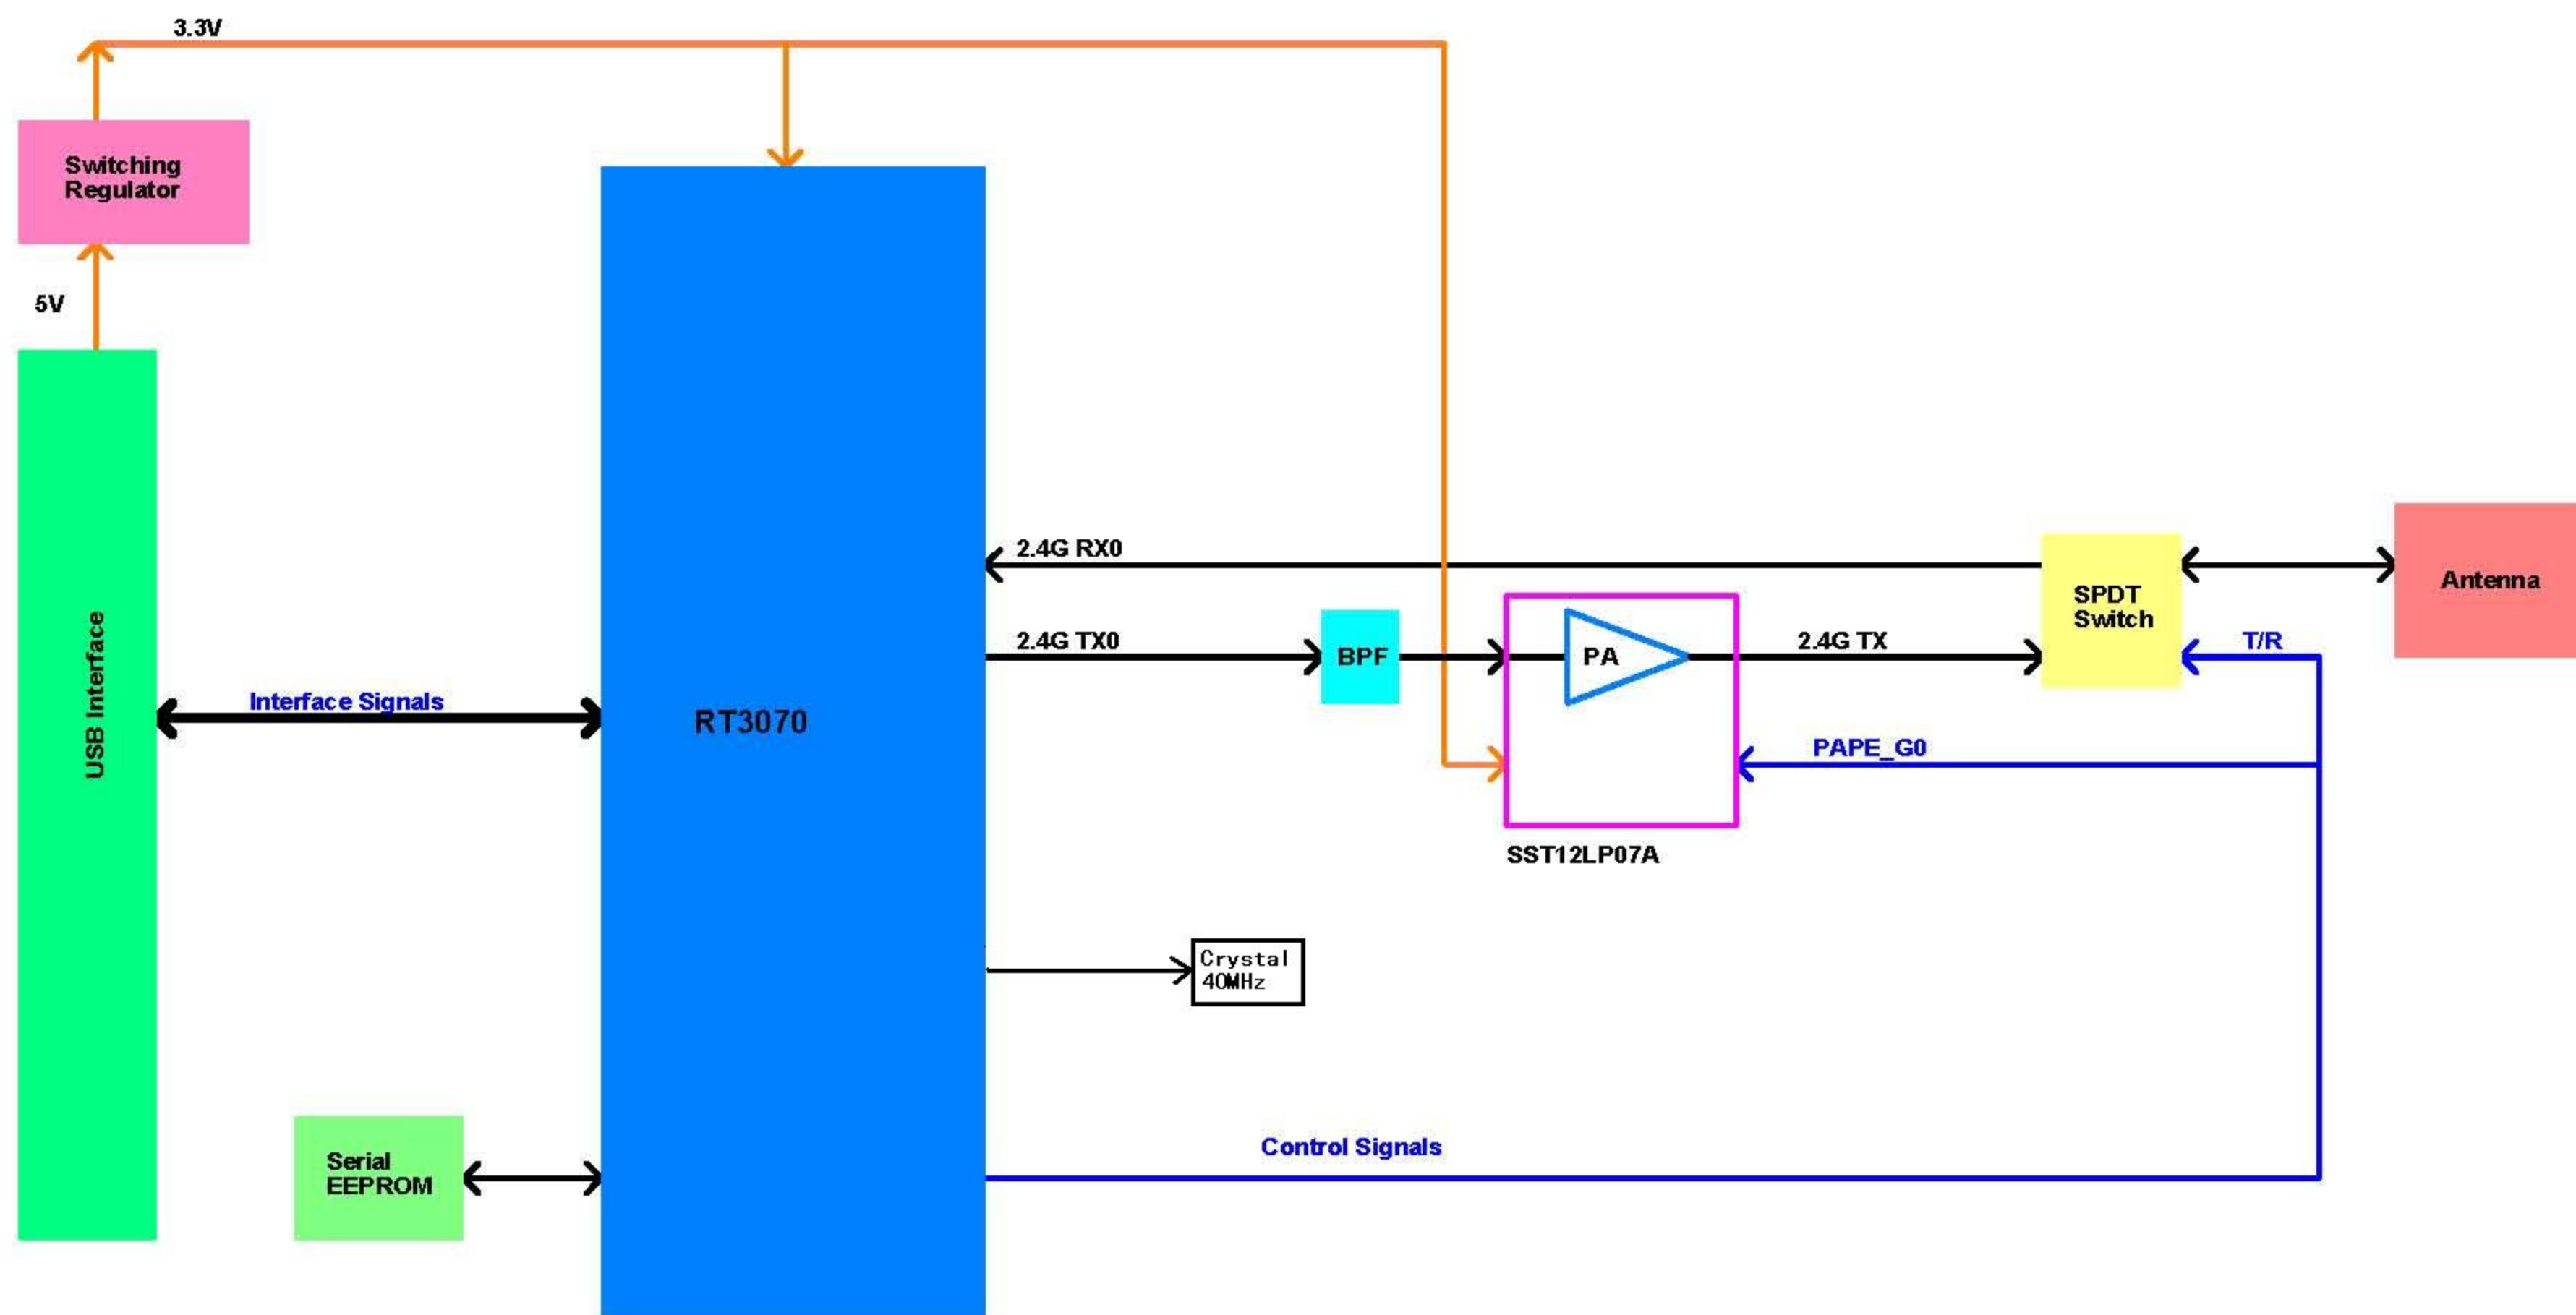 3.3V
Switching
Regulator
5V
USB Interface
Interface Signals
RT3070
2.4G RX0
2.4G TX0
BPF
PA
2.4G TX
SPDT
Switch
Antenna
T/R
PAPE_G0
SST12LP07A
Crystal
40MHz
Serial
EEPROM
Control Signals